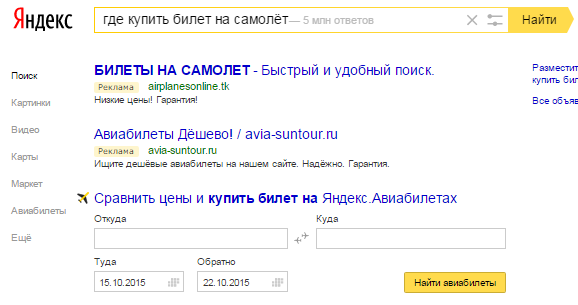 Яндекс
где купить билет на самолёт — 5 млн ответов
Найти
Поиск
Картинки
Видео
Карты
Маркет
Авиабилеты
Ещё
БИЛЕТЫ НА САМОЛЕТ - Быстрый и удобный поиск.
Реклама airplanesonline.tk
Низкие цены! Гарантия!
Авиабилеты Дёшево! / avia-suntour.ru
Реклама avia-suntour.ru
Ищите дешёвые авиабилеты на нашем сайте. Надёжно. Гарантия.
Сравнить цены и купить билет на Яндекс.Авиабилетах
Откуда Куда
Туда Обратно
15.10.2015 22.10.2015 Найти авиабилеты
Разместит
купить бил
Все объяв